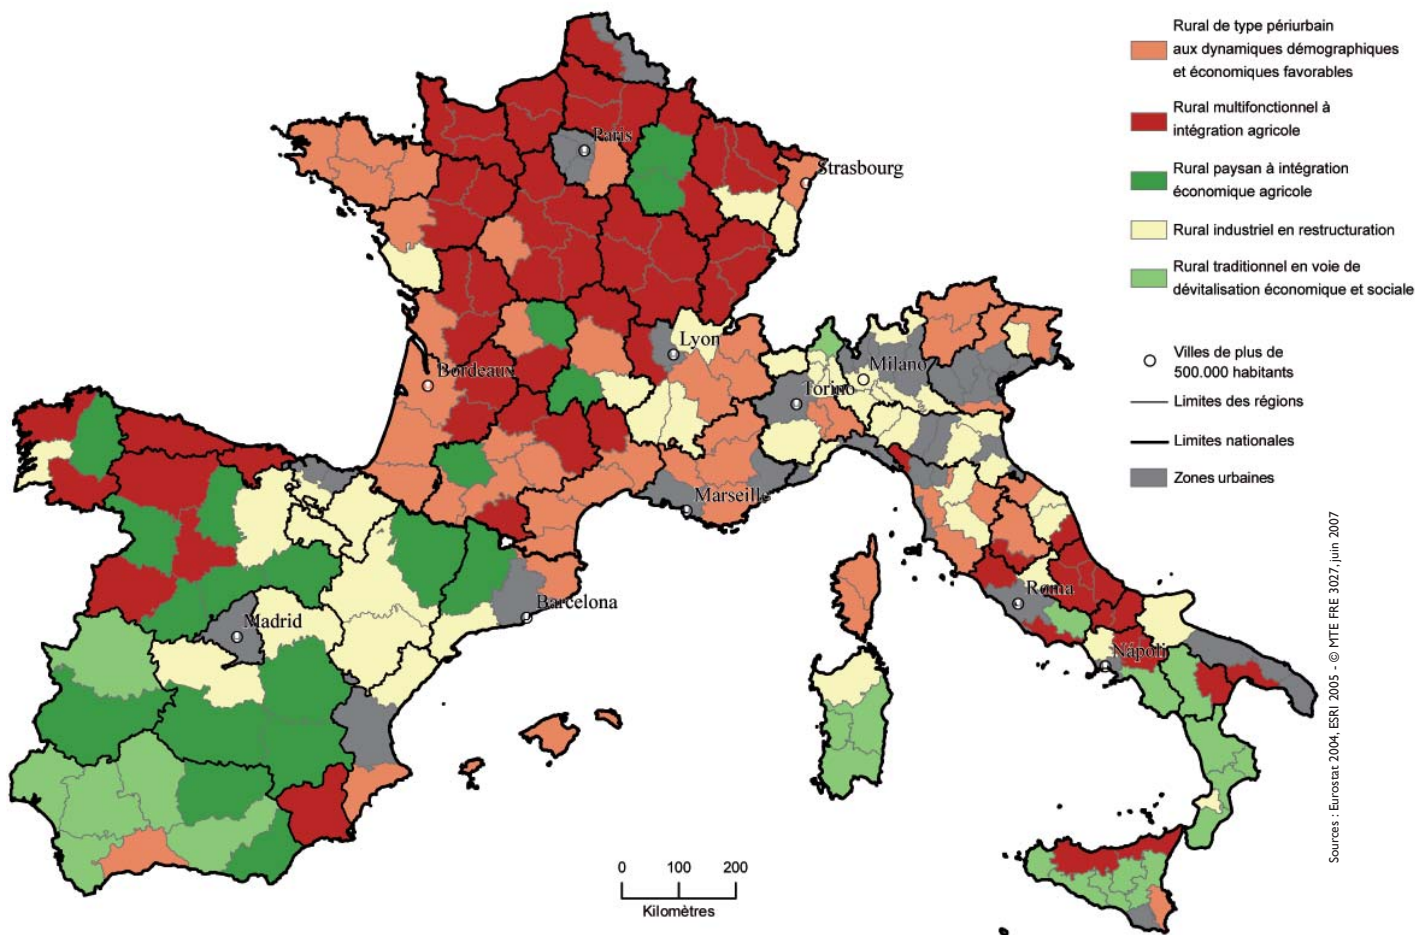 Rural de type périurbain
aux dynamiques démographiques
et économiques favorables
Rural multifonctionnel à
intégration agricole
Rural paysan à intégration
économique agricole
Rural industriel en restructuration
Rural traditionnel en voie de
dévitalisation économique et sociale
Villes de plus de
500.000 habitants
Limites des régions
Limites nationales
Zones urbaines
Paris
Strasbourg
Lyon
Milano
Torino
Bordeaux
Marseille
Barcelona
Madrid
Roma
Nápoli
0 100 200
Kilomètres
Sources : Eurostat 2004, ESRI 2005 - © MTE FRE 3027, juin 2007